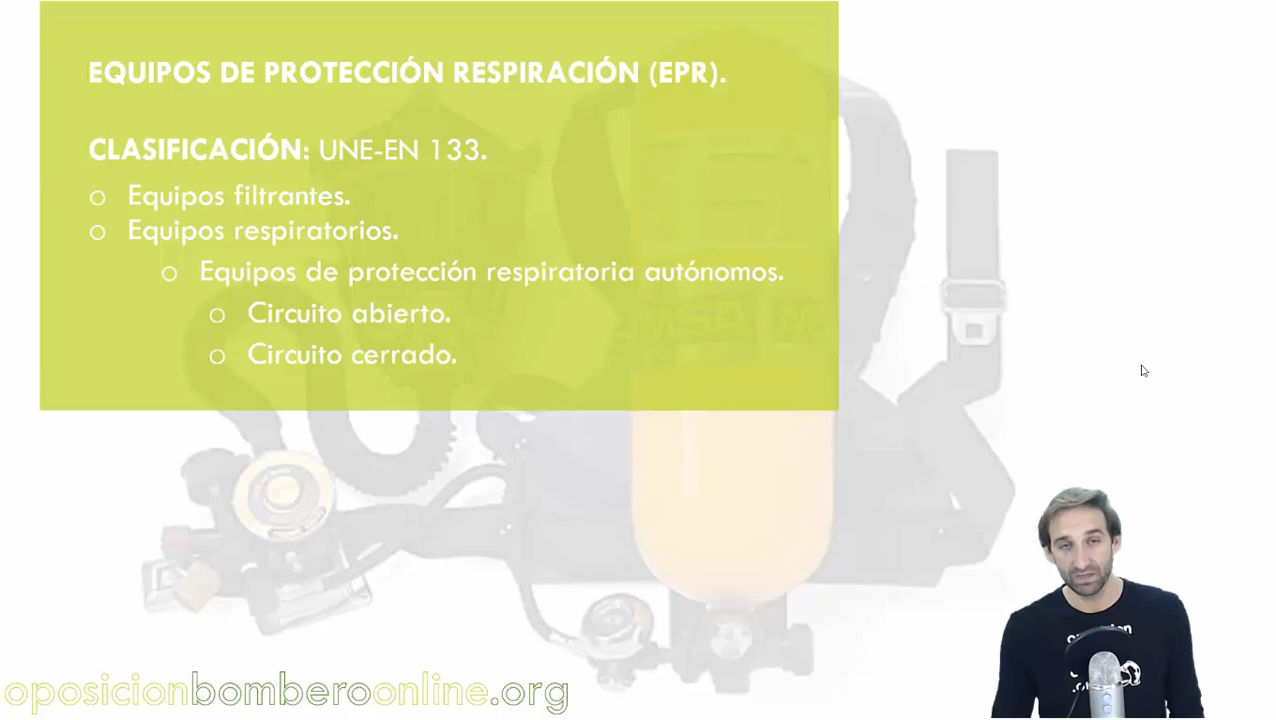 EQUIPOS DE PROTECCIÓN RESPIRACIÓN (EPR).
CLASIFICACIÓN: UNE-EN 133.
o Equipos filtrantes.
o Equipos respiratorios.
o Equipos de protección respiratoria autónomos.
o Circuito abierto.
o Circuito cerrado.
oposicionbomberoonline.org